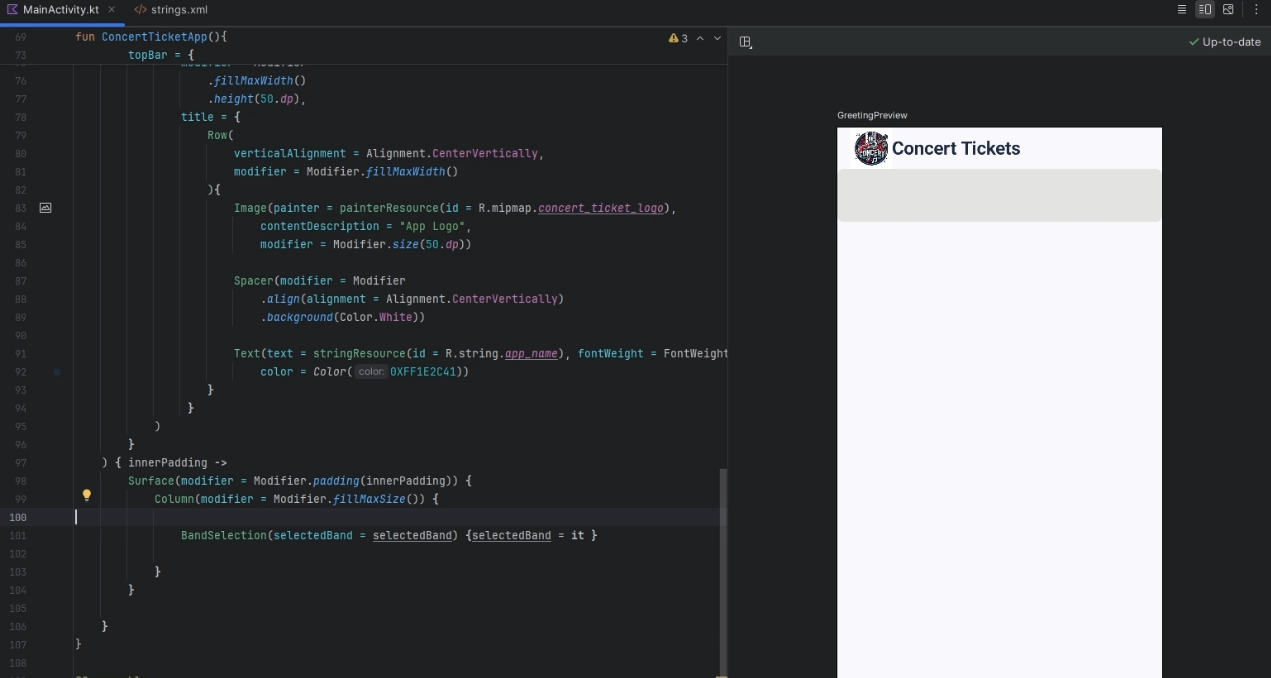 MainActivity.kt
strings.xml
69 fun ConcertTicketApp(){
3
73 topBar = {
Up-to-date
76 .fillMaxWidth()
77 .height(50.dp),
78 title = {
79 Row(
80 verticalAlignment = Alignment.CenterVertically,
81 modifier = Modifier.fillMaxWidth()
82 ){
83 Image(painter = painterResource(id = R.mipmap.concert_ticket_logo),
84 contentDescription = "App Logo",
85 modifier = Modifier.size(50.dp))
86
87 Spacer(modifier = Modifier
88 .align(alignment = Alignment.CenterVertically)
89 .background(Color.White))
90
91 Text(text = stringResource(id = R.string.app_name), fontWeight = FontWeight
92 color = Color( color: 0XFF1E2C41))
93 }
94 }
95 )
96 }
97 ) { innerPadding ->
98 Surface(modifier = Modifier.padding(innerPadding)) {
99 Column(modifier = Modifier.fillMaxSize()) {
100
101 BandSelection(selectedBand = selectedBand) {selectedBand = it }
102
103 }
104 }
105
106 }
107 }
108
GreetingPreview
CONCERT
Concert Tickets